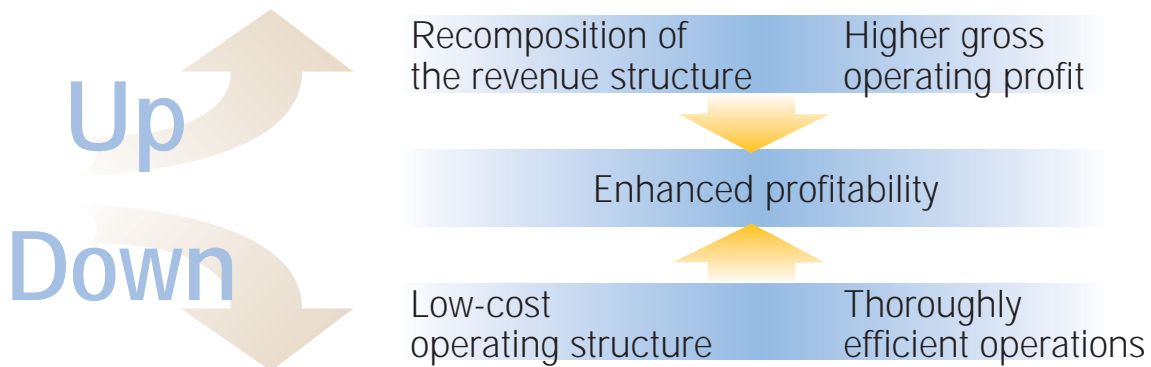 Up
Recomposition of
the revenue structure
Higher gross
operating profit
Enhanced profitability
Down
Low-cost
operating structure
Thoroughly
efficient operations